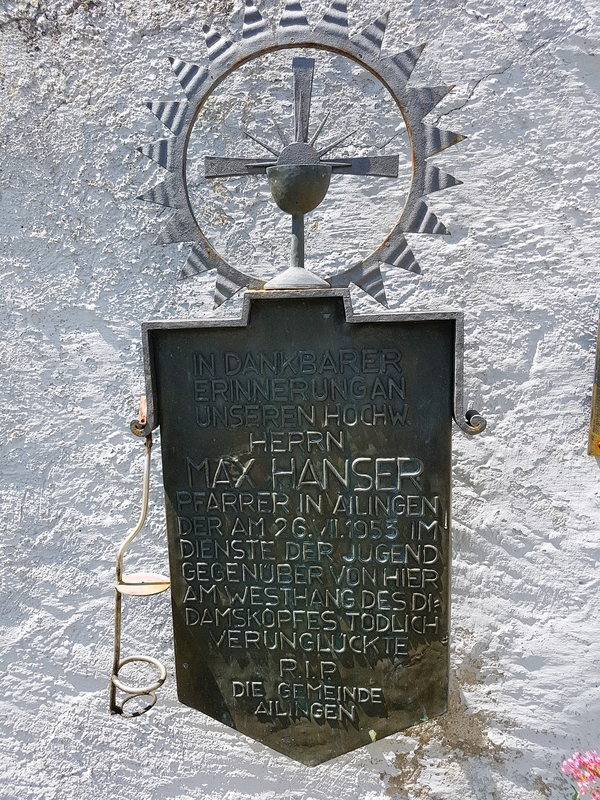 IN DANKBARER
ERINNERUNG AN
UNSEREN HOCHW.
HERRN
MAX HANSER
PFARRER IN AILINGEN
DER AM 26.VII.1953 IM
DIENSTE DER JUGEND
GEGENÜBER VON HIER
AM WESTHANG DES DI=
DAMSKOPFES TÖDLICH
VERUNGLÜCKTE
R.I.P.
DIE GEMEINDE
AILINGEN